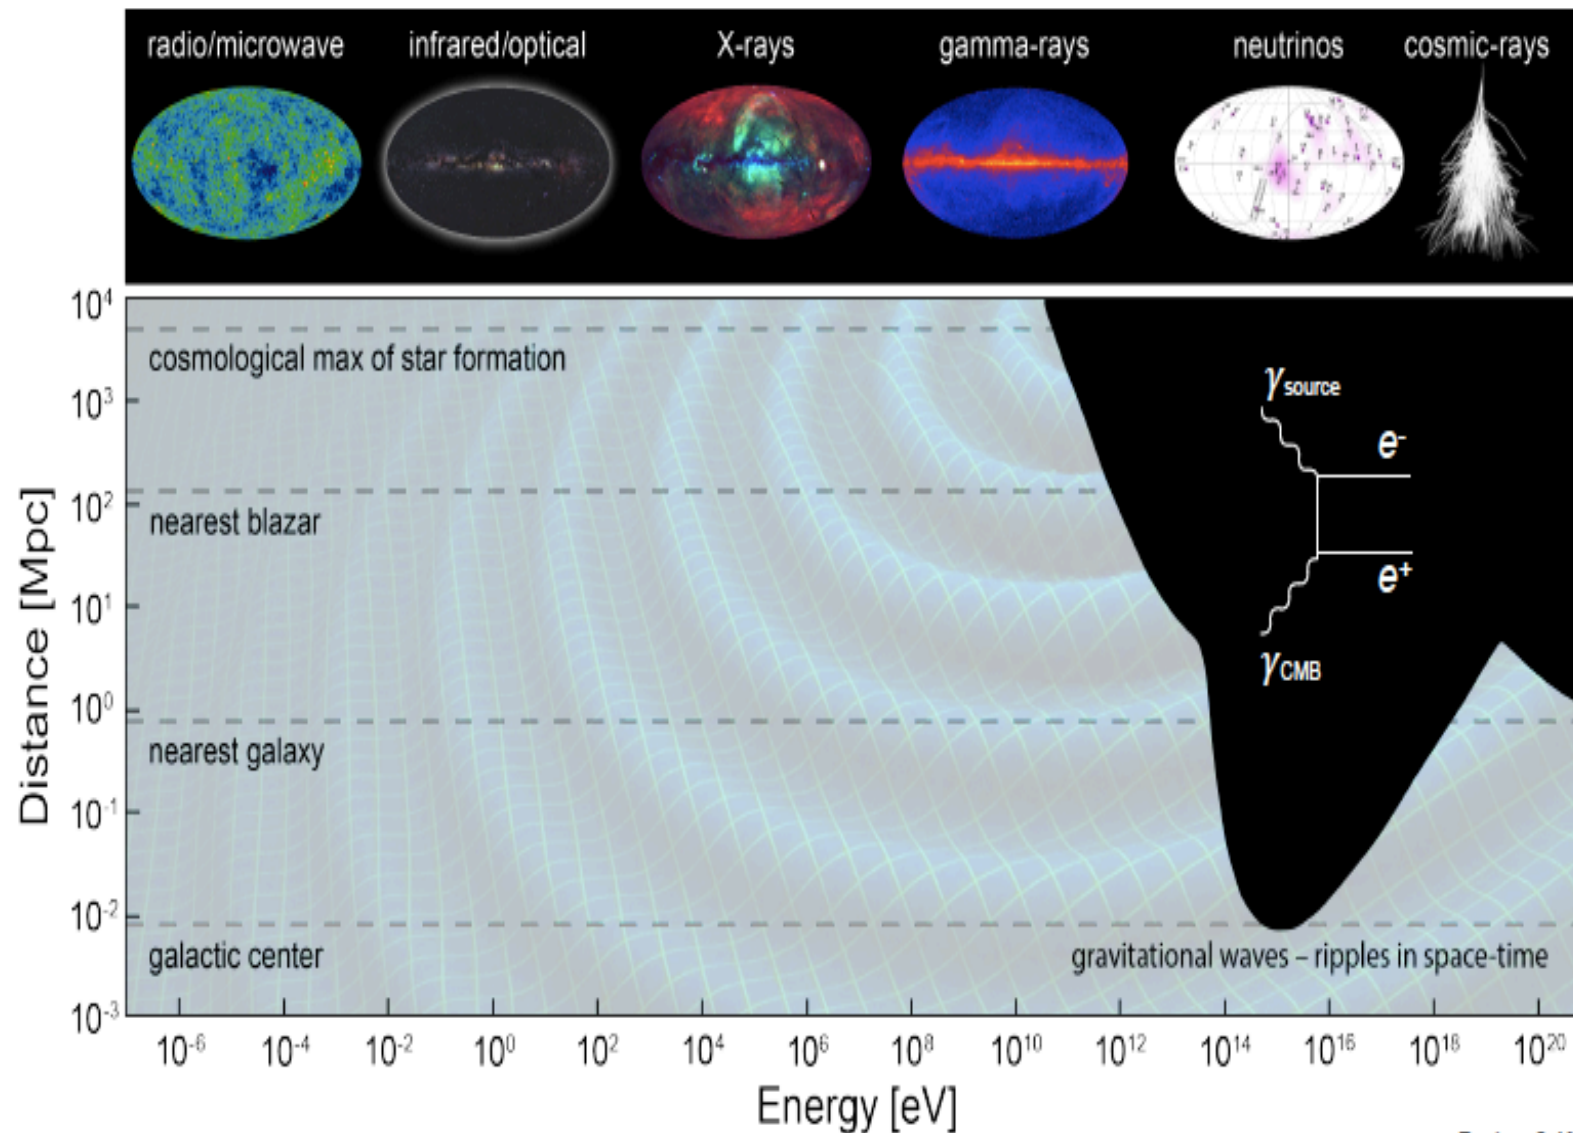 radio/microwave infrared/optical X-rays gamma-rays neutrinos cosmic-rays
10⁴
cosmological max of star formation
10³
nearest blazar
10²
10¹
10⁰
nearest galaxy
10⁻¹
10⁻²
galactic center
10⁻³
Distance [Mpc]
γ source
e⁻
e⁺
γ CMB
gravitational waves – ripples in space-time
10⁻⁶ 10⁻⁴ 10⁻² 10⁰ 10² 10⁴ 10⁶ 10⁸ 10¹⁰ 10¹² 10¹⁴ 10¹⁶ 10¹⁸ 10²⁰
Energy [eV]